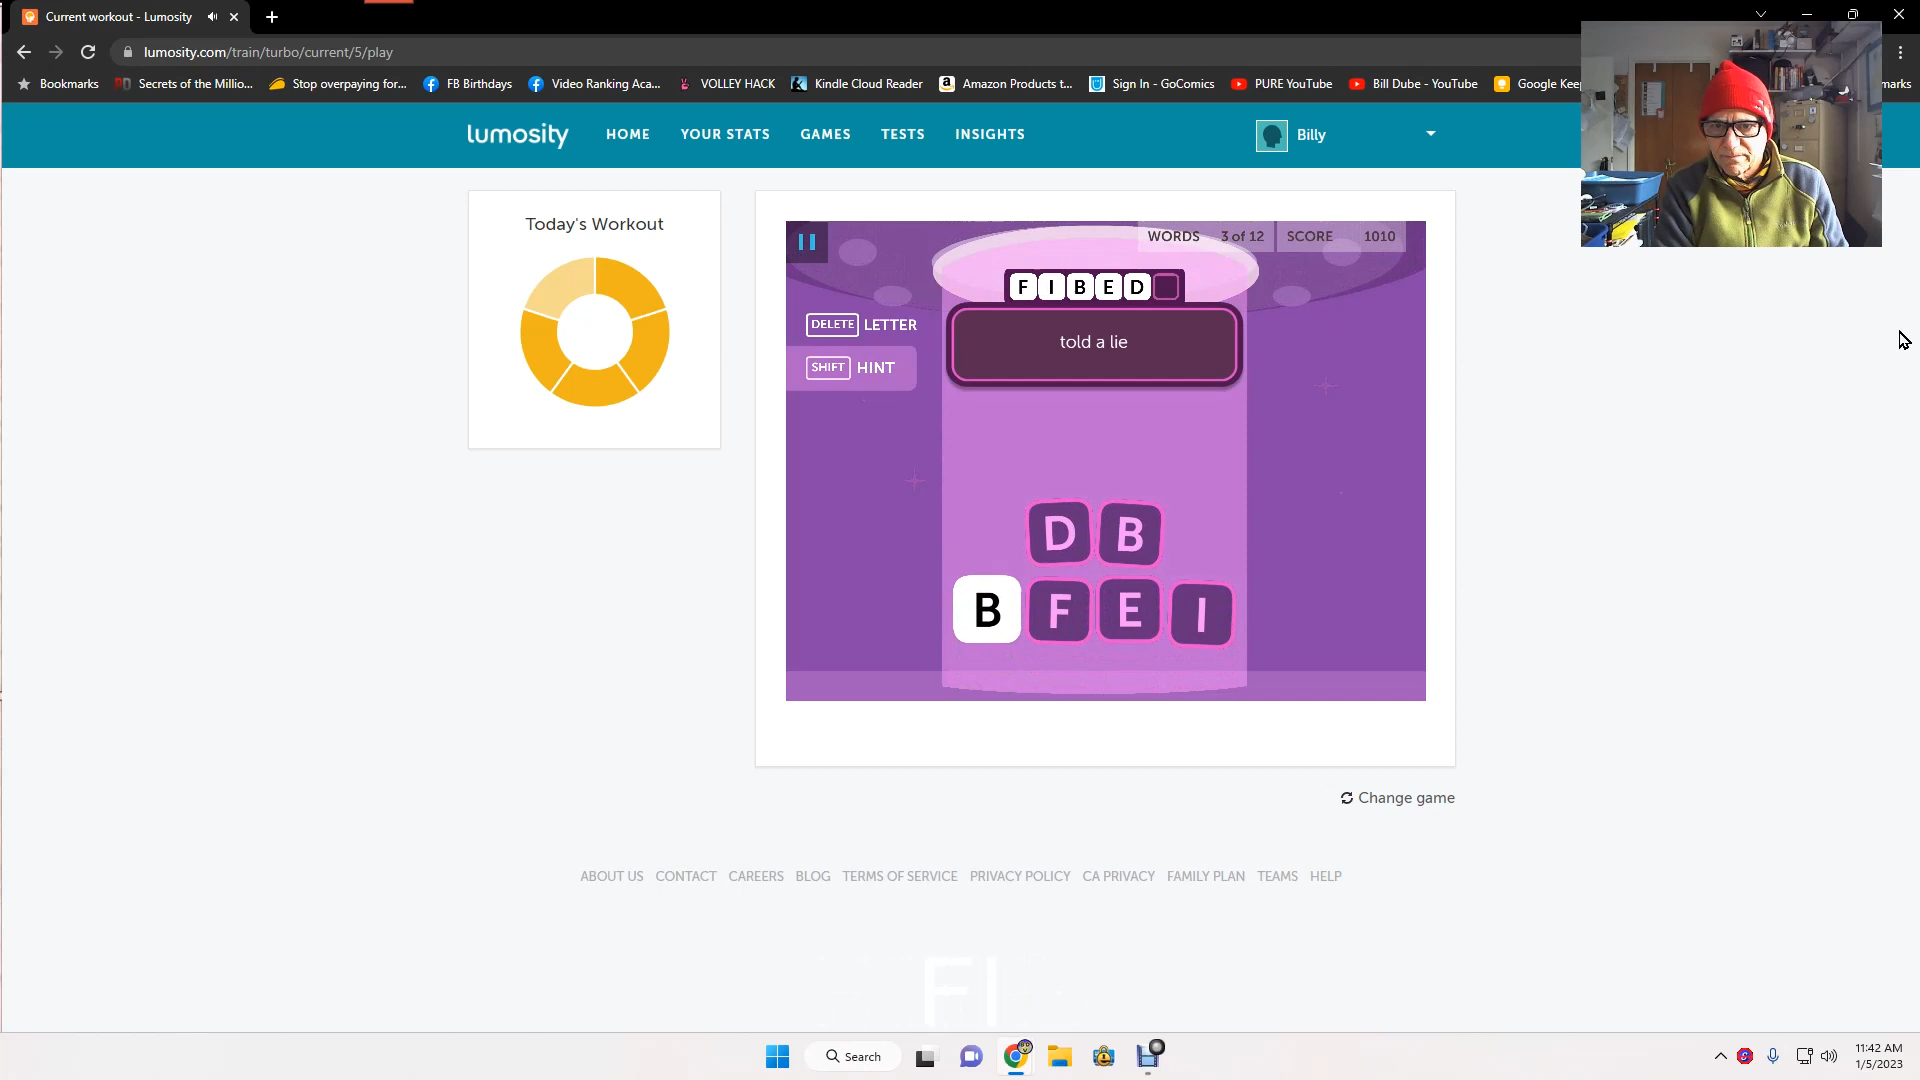 Current workout - Lumosity
lumosity.com/train/turbo/current/5/play
Bookmarks Secrets of the Millio... Stop overpaying for... FB Birthdays Video Ranking Aca... VOLLEY HACK Kindle Cloud Reader Amazon Products t... Sign In - GoComics PURE YouTube Bill Dube - YouTube Google Keep marks
lumosity HOME YOUR STATS GAMES TESTS INSIGHTS Billy
Today's Workout
WORDS 3 of 12 SCORE 1010
F I B E D
DELETE LETTER
told a lie
SHIFT HINT
D B
B F E I
Change game
ABOUT US CONTACT CAREERS BLOG TERMS OF SERVICE PRIVACY POLICY CA PRIVACY FAMILY PLAN TEAMS HELP
FI
Search
11:42 AM
1/5/2023